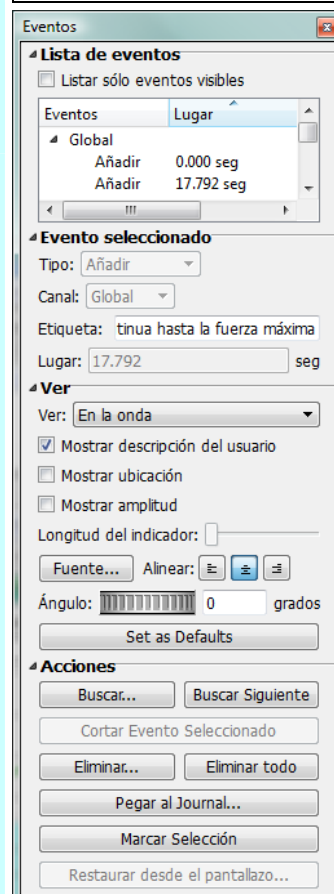 Eventos
Lista de eventos
Listar sólo eventos visibles
Eventos Lugar
Global
Añadir 0.000 seg
Añadir 17.792 seg
Evento seleccionado
Tipo: Añadir
Canal: Global
Etiqueta: tinua hasta la fuerza máxima
Lugar: 17.792 seg
Ver
Ver: En la onda
Mostrar descripción del usuario
Mostrar ubicación
Mostrar amplitud
Longitud del indicador:
Fuente... Alinear:
Ángulo: 0 grados
Set as Defaults
Acciones
Buscar... Buscar Siguiente
Cortar Evento Seleccionado
Eliminar... Eliminar todo
Pegar al Journal...
Marcar Selección
Restaurar desde el pantallazo...